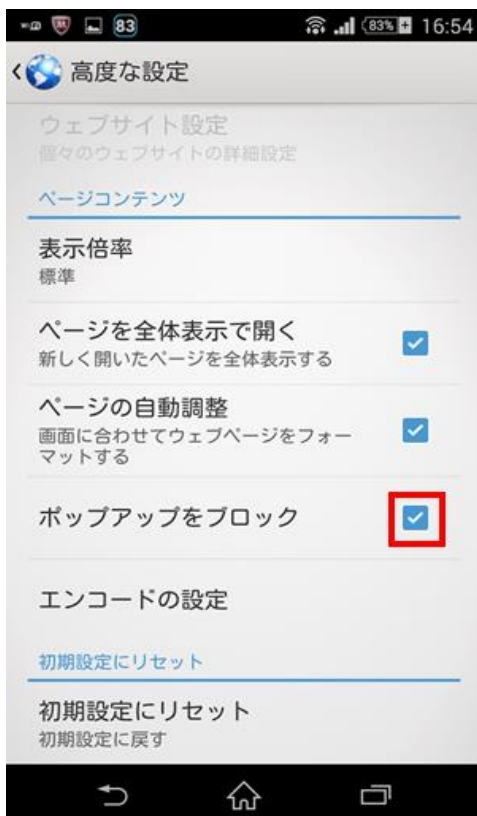 83 83% 16:54
高度な設定
ウェブサイト設定
個々のウェブサイトの詳細設定
ページコンテンツ
表示倍率
標準
ページを全体表示で開く
新しく開いたページを全体表示する
ページの自動調整
画面に合わせてウェブページをフォー
マットする
ポップアップをブロック
エンコードの設定
初期設定にリセット
初期設定にリセット
初期設定に戻す